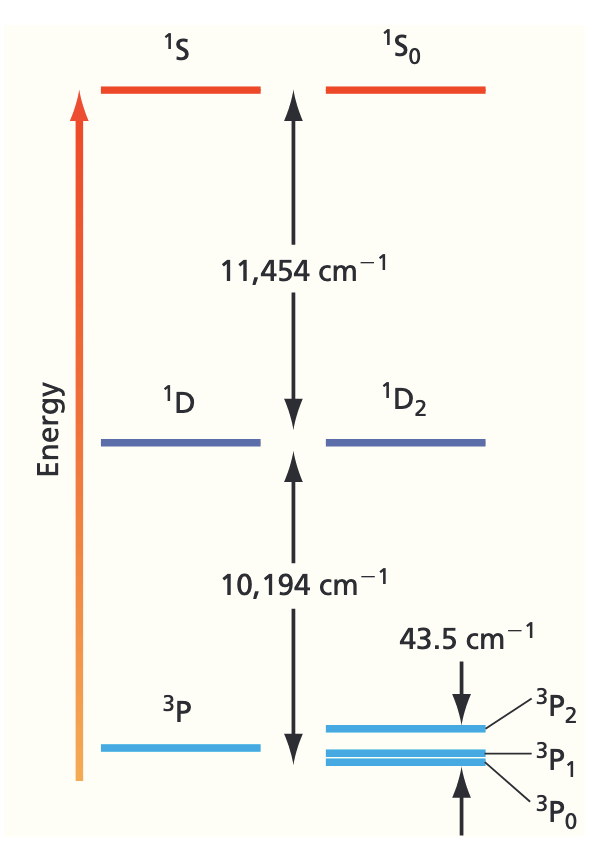 ¹S
¹S₀
11,454 cm⁻¹
Energy
¹D
¹D₂
10,194 cm⁻¹
43.5 cm⁻¹
³P
³P₂
³P₁
³P₀